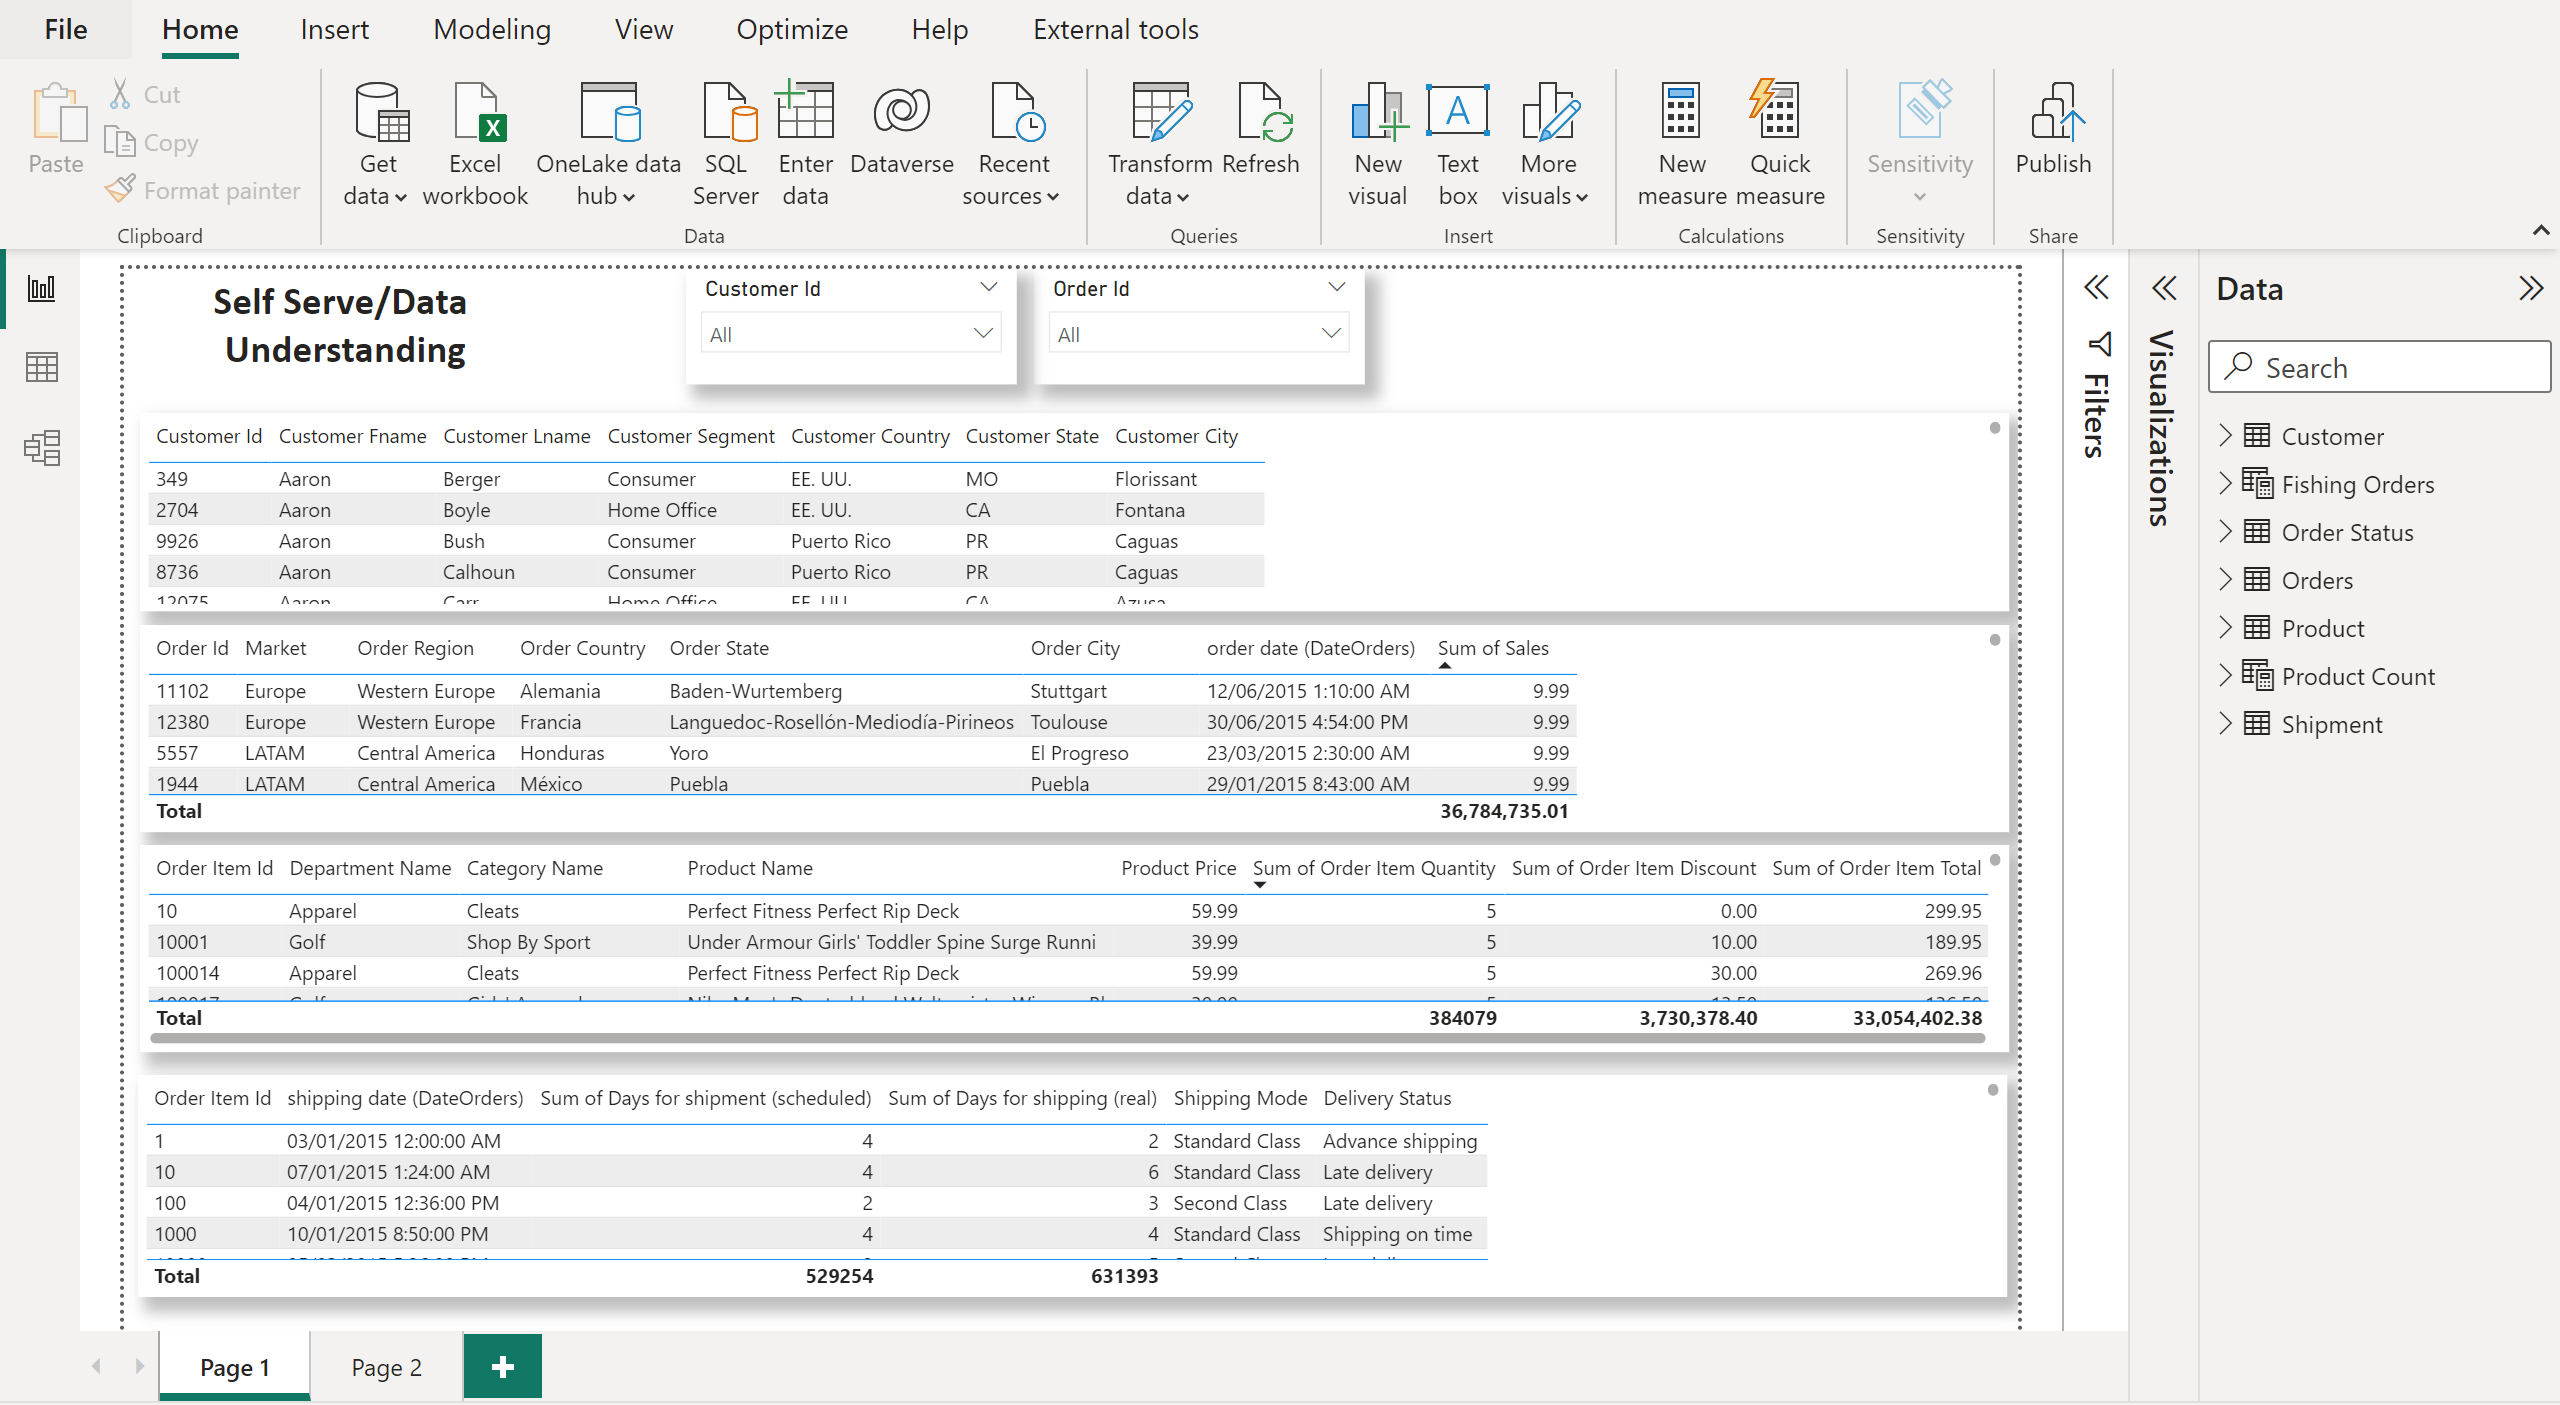 File Home Insert Modeling View Optimize Help External tools
Paste
Cut
Copy
Format painter
Clipboard
Get data
Excel workbook
OneLake data hub
SQL Server
Enter data
Dataverse
Recent sources
Data
Transform data
Refresh
Queries
New visual
Text box
More visuals
Insert
New measure
Quick measure
Calculations
Sensitivity
Sensitivity
Publish
Share
Self Serve/Data
Understanding
Customer Id
All
Order Id
All
Customer Id Customer Fname Customer Lname Customer Segment Customer Country Customer State Customer City
349 Aaron Berger Consumer EE. UU. MO Florissant
2704 Aaron Boyle Home Office EE. UU. CA Fontana
9926 Aaron Bush Consumer Puerto Rico PR Caguas
8736 Aaron Calhoun Consumer Puerto Rico PR Caguas
12075 Aaron Carr Home Office EE. UU. CA Azusa
Order Id Market Order Region Order Country Order State Order City order date (DateOrders) Sum of Sales
11102 Europe Western Europe Alemania Baden-Wurtemberg Stuttgart 12/06/2015 1:10:00 AM 9.99
12380 Europe Western Europe Francia Languedoc-Rosellón-Mediodía-Pirineos Toulouse 30/06/2015 4:54:00 PM 9.99
5557 LATAM Central America Honduras Yoro El Progreso 23/03/2015 2:30:00 AM 9.99
1944 LATAM Central America México Puebla Puebla 29/01/2015 8:43:00 AM 9.99
Total 36,784,735.01
Order Item Id Department Name Category Name Product Name Product Price Sum of Order Item Quantity Sum of Order Item Discount Sum of Order Item Total
10 Apparel Cleats Perfect Fitness Perfect Rip Deck 59.99 5 0.00 299.95
10001 Golf Shop By Sport Under Armour Girls' Toddler Spine Surge Runni 39.99 5 10.00 189.95
100014 Apparel Cleats Perfect Fitness Perfect Rip Deck 59.99 5 30.00 269.96
Total 384079 3,730,378.40 33,054,402.38
Order Item Id shipping date (DateOrders) Sum of Days for shipment (scheduled) Sum of Days for shipping (real) Shipping Mode Delivery Status
1 03/01/2015 12:00:00 AM 4 2 Standard Class Advance shipping
10 07/01/2015 1:24:00 AM 4 6 Standard Class Late delivery
100 04/01/2015 12:36:00 PM 2 3 Second Class Late delivery
1000 10/01/2015 8:50:00 PM 4 4 Standard Class Shipping on time
Total 529254 631393
Filters
Visualizations
Data
Search
Customer
Fishing Orders
Order Status
Orders
Product
Product Count
Shipment
Page 1
Page 2